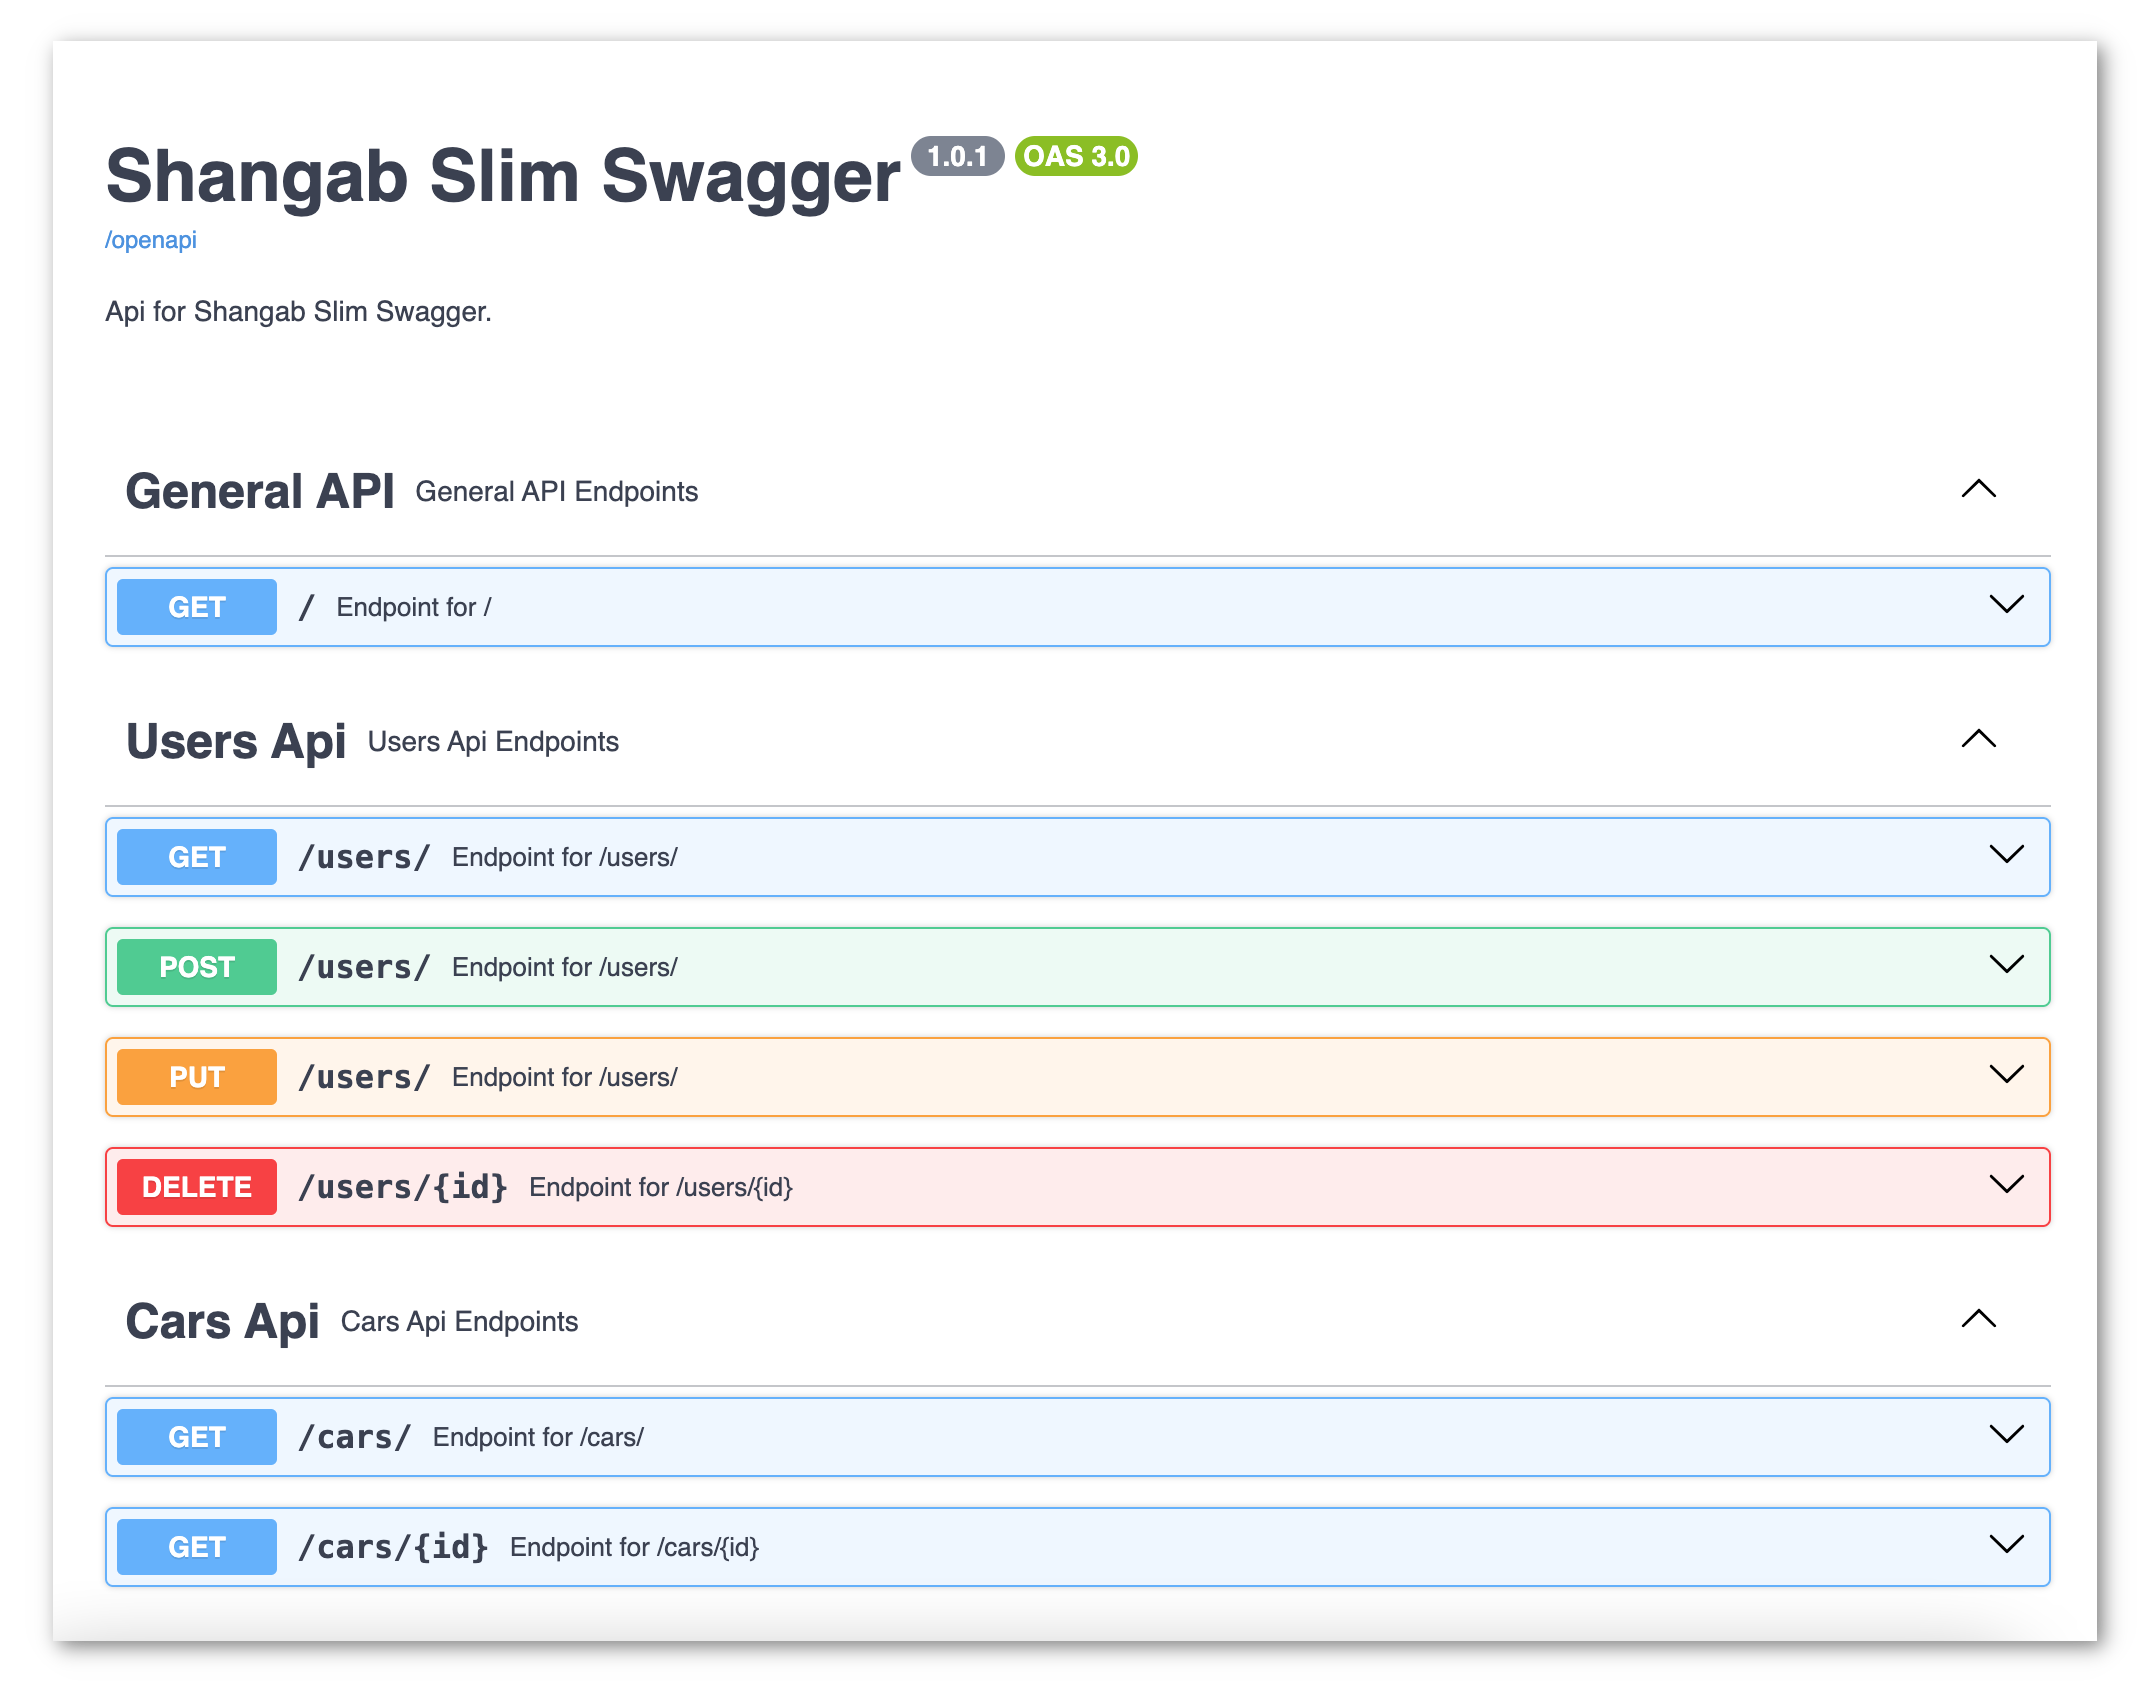 Shangab Slim Swagger 1.0.1 OAS 3.0
/openapi
Api for Shangab Slim Swagger.
General API General API Endpoints
GET / Endpoint for /
Users Api Users Api Endpoints
GET /users/ Endpoint for /users/
POST /users/ Endpoint for /users/
PUT /users/ Endpoint for /users/
DELETE /users/{id} Endpoint for /users/{id}
Cars Api Cars Api Endpoints
GET /cars/ Endpoint for /cars/
GET /cars/{id} Endpoint for /cars/{id}